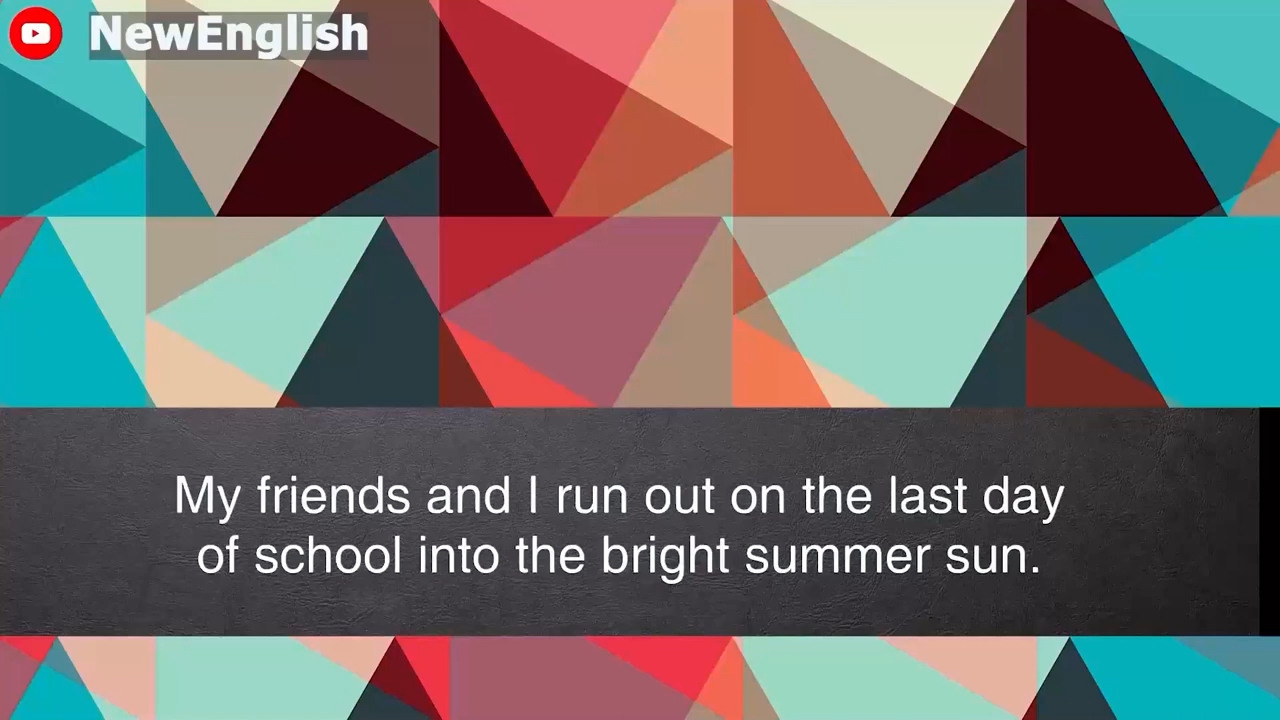 NewEnglish
My friends and I run out on the last day
of school into the bright summer sun.